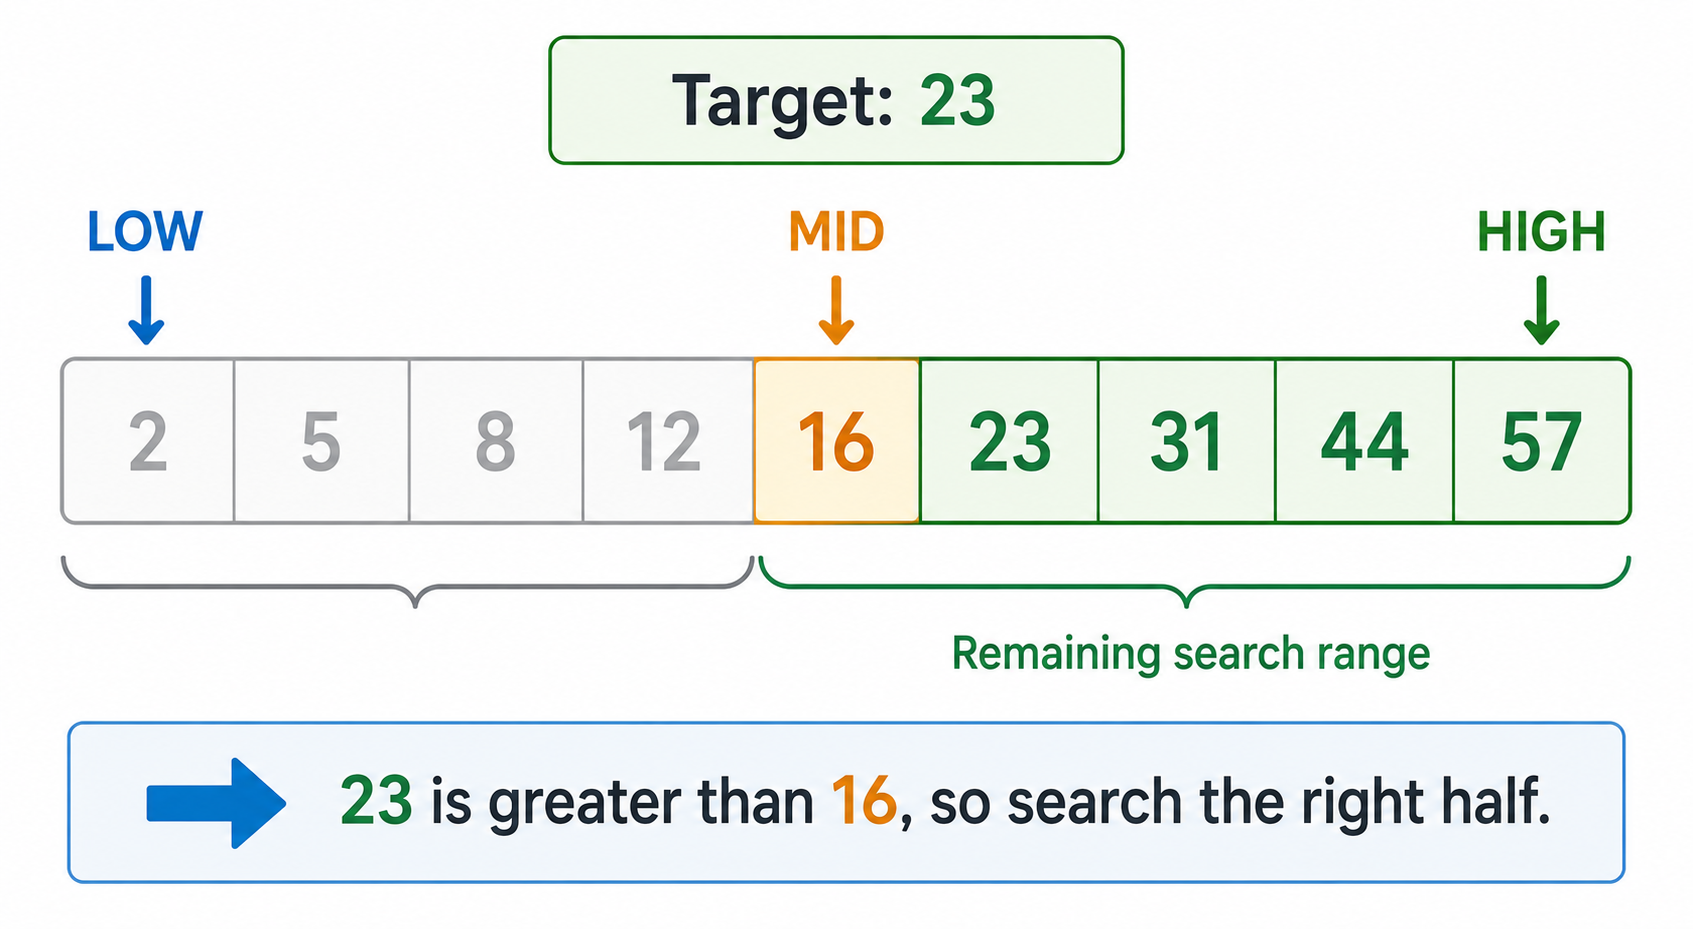 Target: 23
LOW MID HIGH
2 5 8 12 16 23 31 44 57
Remaining search range
23 is greater than 16, so search the right half.